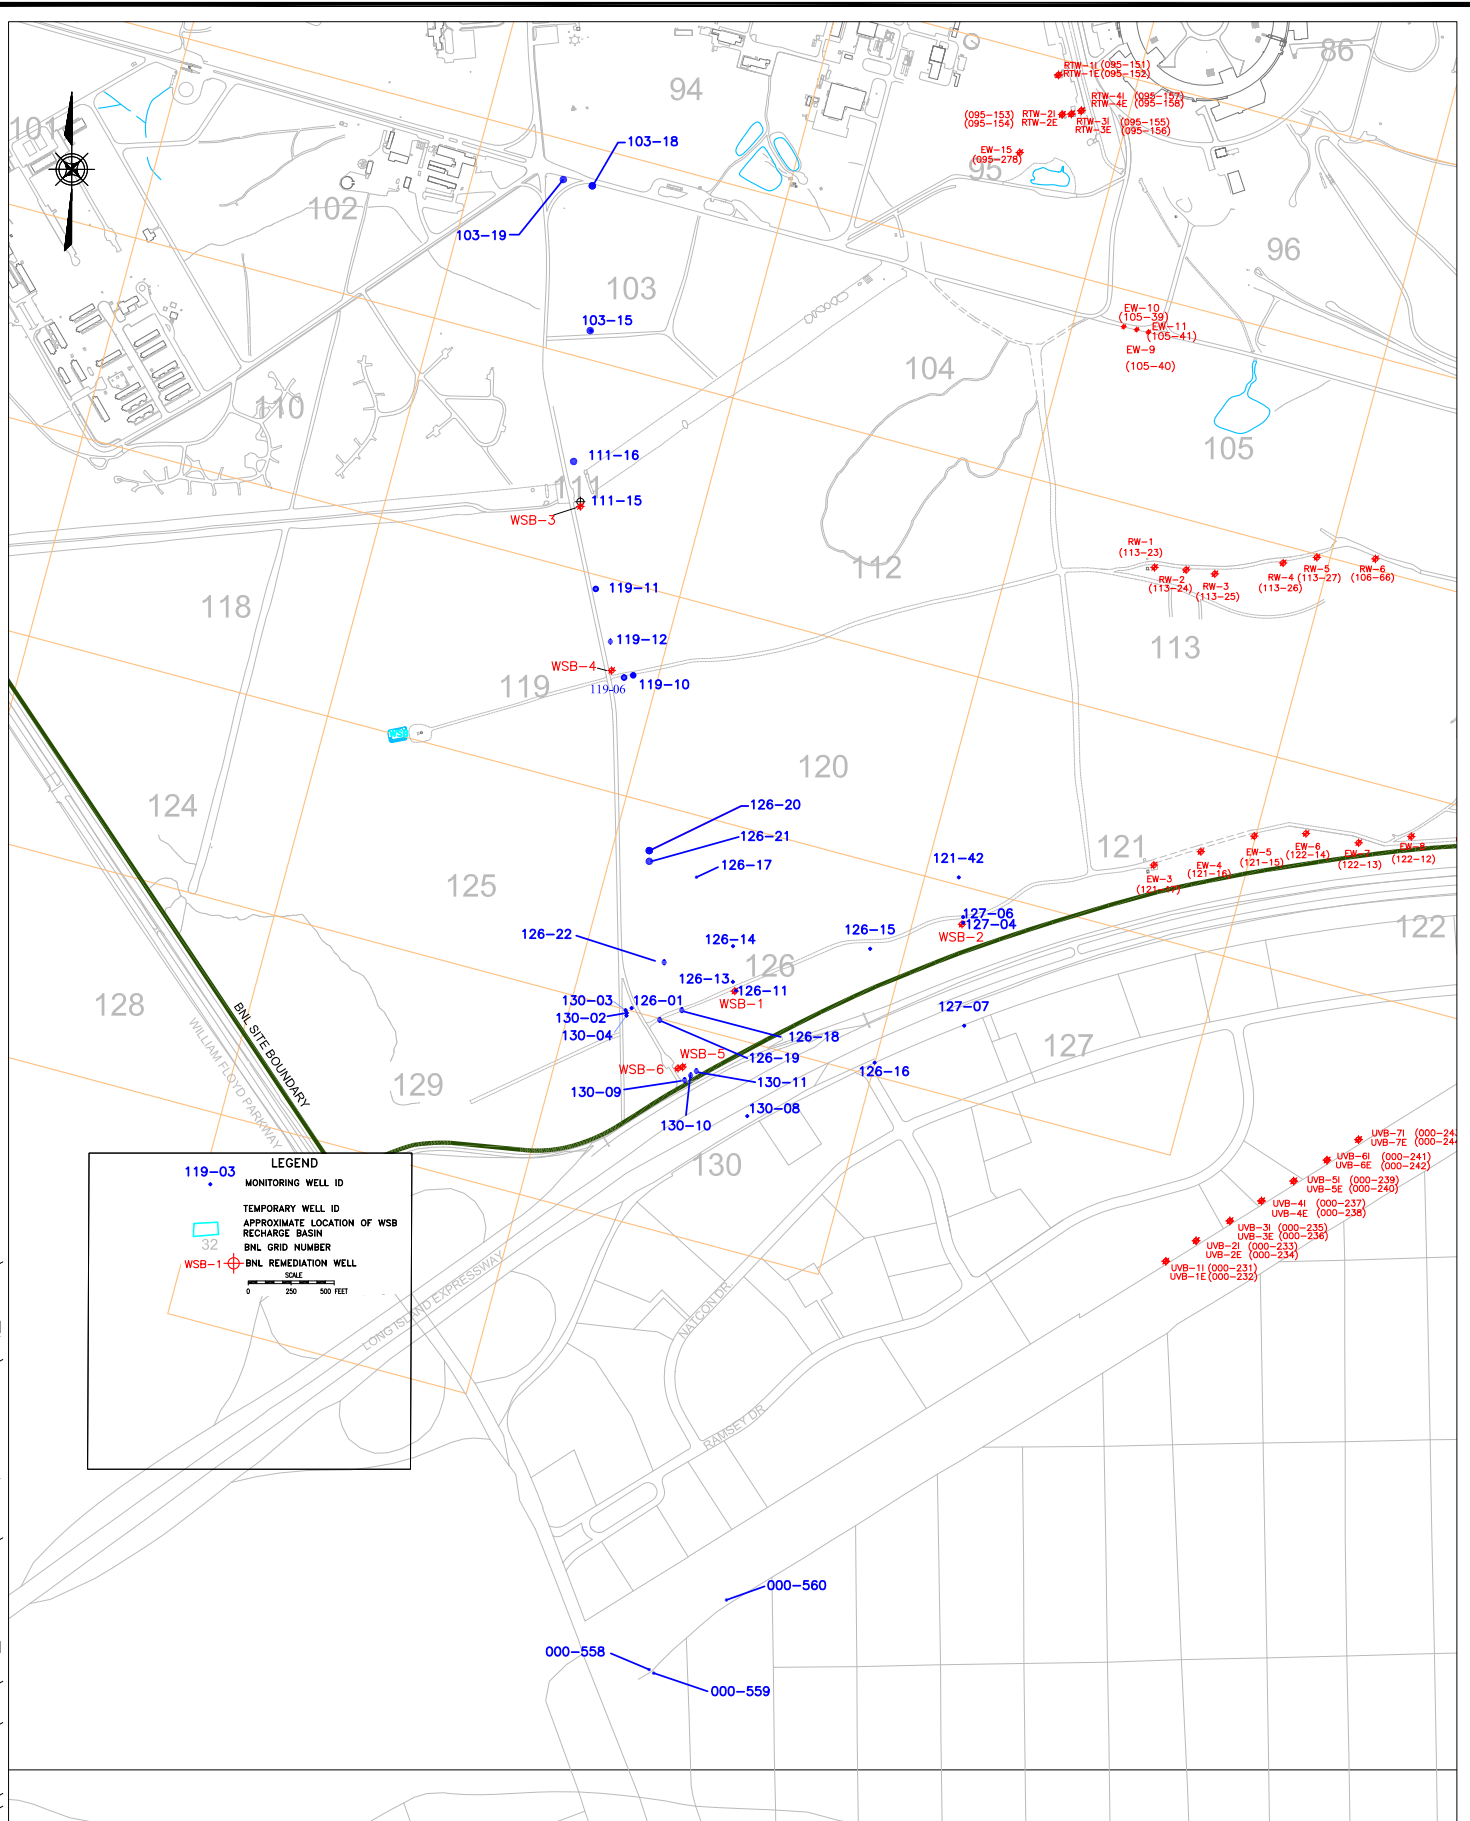 86
94
101
RTW-1I (095-151)
RTW-1E (095-152)
RTW-4I (095-157)
RTW-4E (095-158)
(095-153) RTW-2I
(095-154) RTW-2E
RTW-3I (095-155)
RTW-3E (095-156)
EW-15
(095-278)
95
103-18
102
103-19
96
103
103-15
EW-10
(105-39)
EW-11
(105-41)
EW-9
(105-40)
104
110
105
111-16
111
111-15
WSB-3
112
RW-1
(113-23)
RW-2
(113-24)
RW-3
(113-25)
RW-4
(113-26)
RW-5
(113-27)
RW-6
(106-66)
118
119-11
119-12
113
WSB-4
119
119-06
119-10
120
124
126-20
126-21
126-17
121-42
121
EW-3
EW-4
(121-16)
EW-5
(121-15)
EW-6
(122-14)
EW-7
(122-13)
EW-8
(122-12)
125
127-06
127-04
WSB-2
122
126-22
126-14
126-15
126
126-13
126-11
WSB-1
128
130-03
126-01
130-02
130-04
126-18
126-19
127-07
127
BNL SITE BOUNDARY
WILLIAM FLOYD PARKWAY
WSB-5
WSB-6
129
130-09
130-11
130-10
130-08
126-16
130
UVB-7I
UVB-7E
UVB-6I (000-241)
UVB-6E (000-242)
UVB-5I (000-239)
UVB-5E (000-240)
UVB-4I (000-237)
UVB-4E (000-238)
UVB-3I (000-235)
UVB-3E (000-236)
UVB-2I (000-233)
UVB-2E (000-234)
UVB-1I (000-231)
UVB-1E (000-232)
LEGEND
119-03
MONITORING WELL ID
TEMPORARY WELL ID
APPROXIMATE LOCATION OF WSB
RECHARGE BASIN
32
BNL GRID NUMBER
WSB-1 BNL REMEDIATION WELL
SCALE
0 250 500 FEET
LONG ISLAND EXPRESSWAY
NATCON DR.
RAMSEY DR.
000-560
000-558
000-559